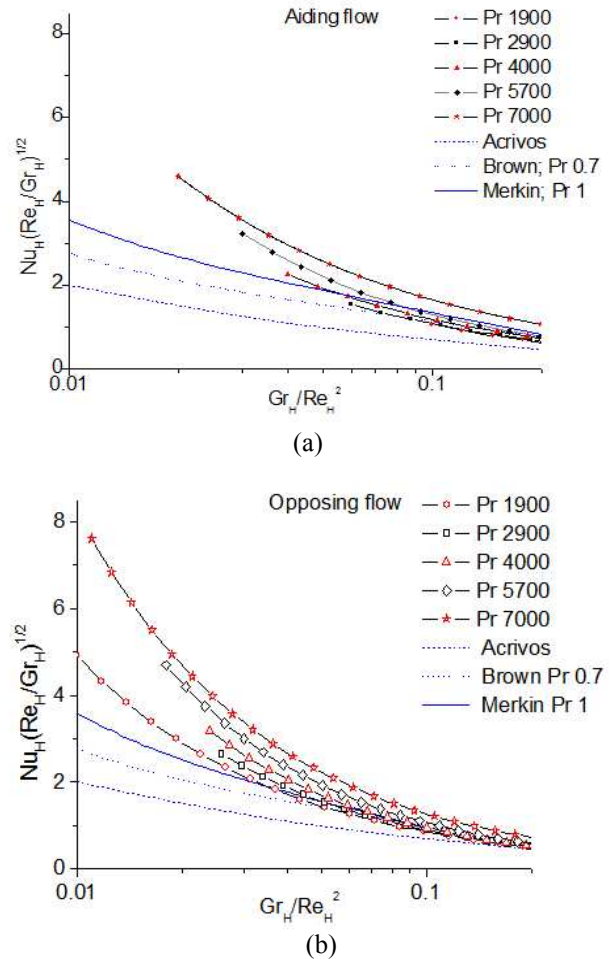 8
6
4
2
0
0.01
0.1
Nu_H(Re_H/Gr_H)^1/2
Gr_H/Re_H^2
Aiding flow
Pr 1900
Pr 2900
Pr 4000
Pr 5700
Pr 7000
Acrivos
Brown; Pr 0.7
Merkin; Pr 1
(a)
8
6
4
2
0
0.01
0.1
Nu_H(Re_H/Gr_H)^1/2
Gr_H/Re_H^2
Opposing flow
Pr 1900
Pr 2900
Pr 4000
Pr 5700
Pr 7000
Acrivos
Brown Pr 0.7
Merkin Pr 1
(b)